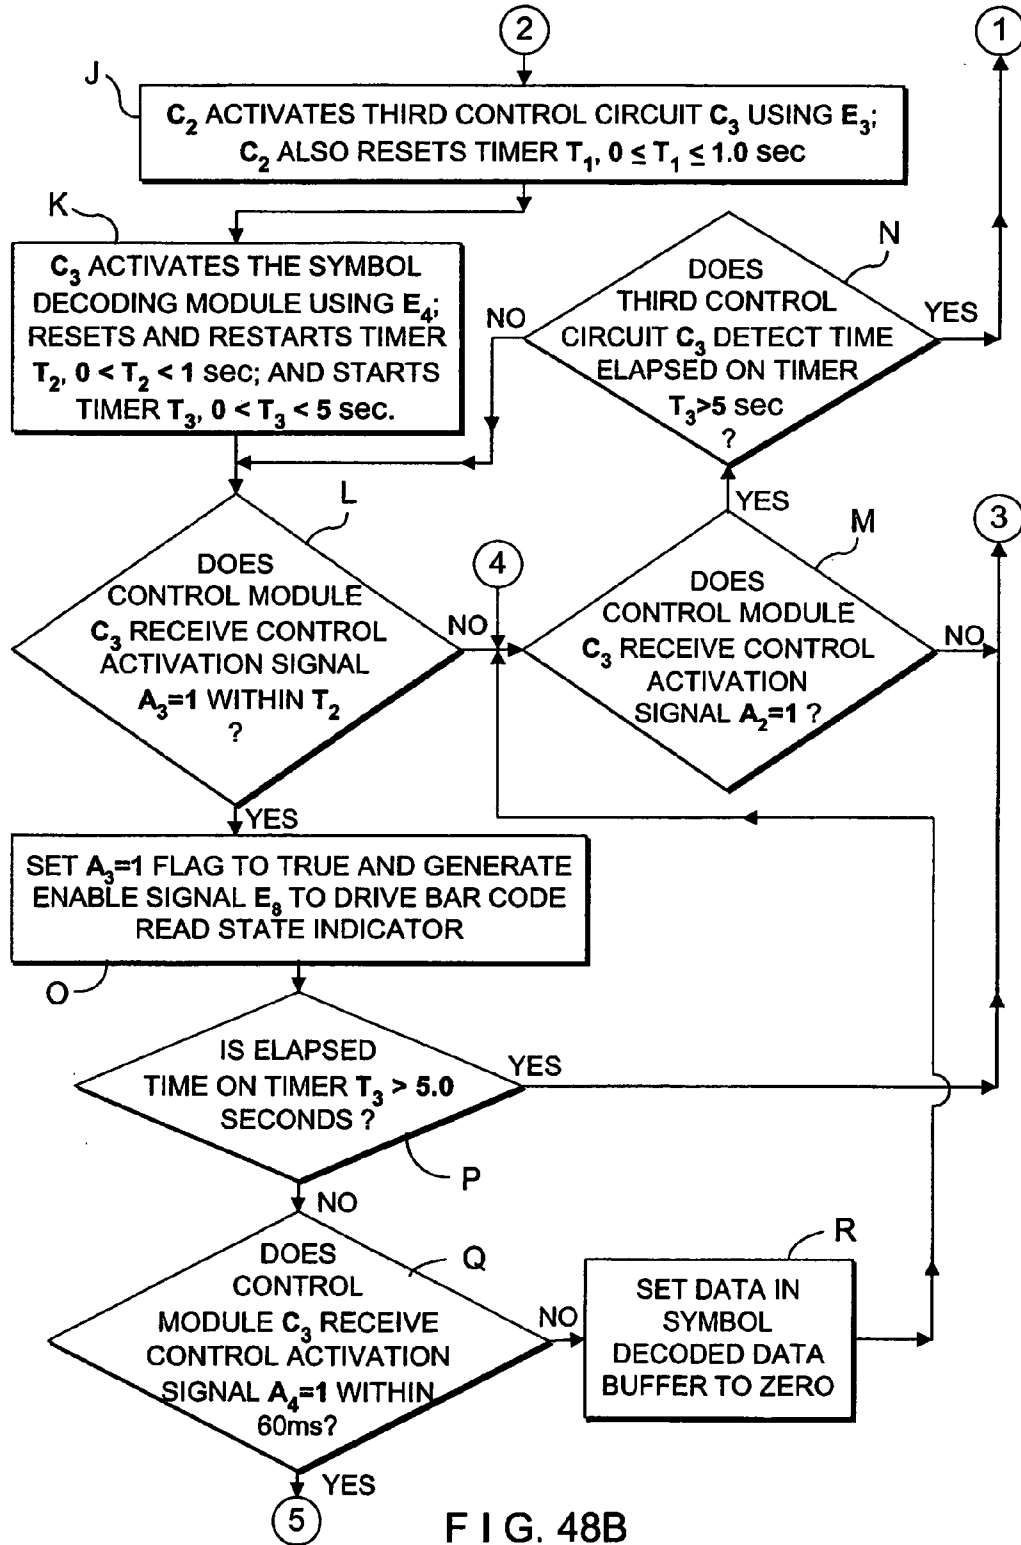 2
1
J
C2 ACTIVATES THIRD CONTROL CIRCUIT C3 USING E3;
C2 ALSO RESETS TIMER T1, 0 ≤ T1 ≤ 1.0 sec
K
C3 ACTIVATES THE SYMBOL
DECODING MODULE USING E4;
RESETS AND RESTARTS TIMER
T2, 0 < T2 < 1 sec; AND STARTS
TIMER T3, 0 < T3 < 5 sec.
N
DOES
THIRD CONTROL
CIRCUIT C3 DETECT TIME
ELAPSED ON TIMER
T3>5 sec
?
NO
YES
L
DOES
CONTROL MODULE
C3 RECEIVE CONTROL
ACTIVATION SIGNAL
A3=1 WITHIN T2
?
NO
YES
4
YES
M
DOES
CONTROL MODULE
C3 RECEIVE CONTROL
ACTIVATION
SIGNAL A2=1 ?
NO
3
SET A3=1 FLAG TO TRUE AND GENERATE
ENABLE SIGNAL E8 TO DRIVE BAR CODE
READ STATE INDICATOR
O
IS ELAPSED
TIME ON TIMER T3 > 5.0
SECONDS ?
YES
P
NO
DOES
CONTROL
MODULE C3 RECEIVE
CONTROL ACTIVATION
SIGNAL A4=1 WITHIN
60ms?
Q
NO
R
SET DATA IN
SYMBOL
DECODED DATA
BUFFER TO ZERO
YES
5
F I G. 48B